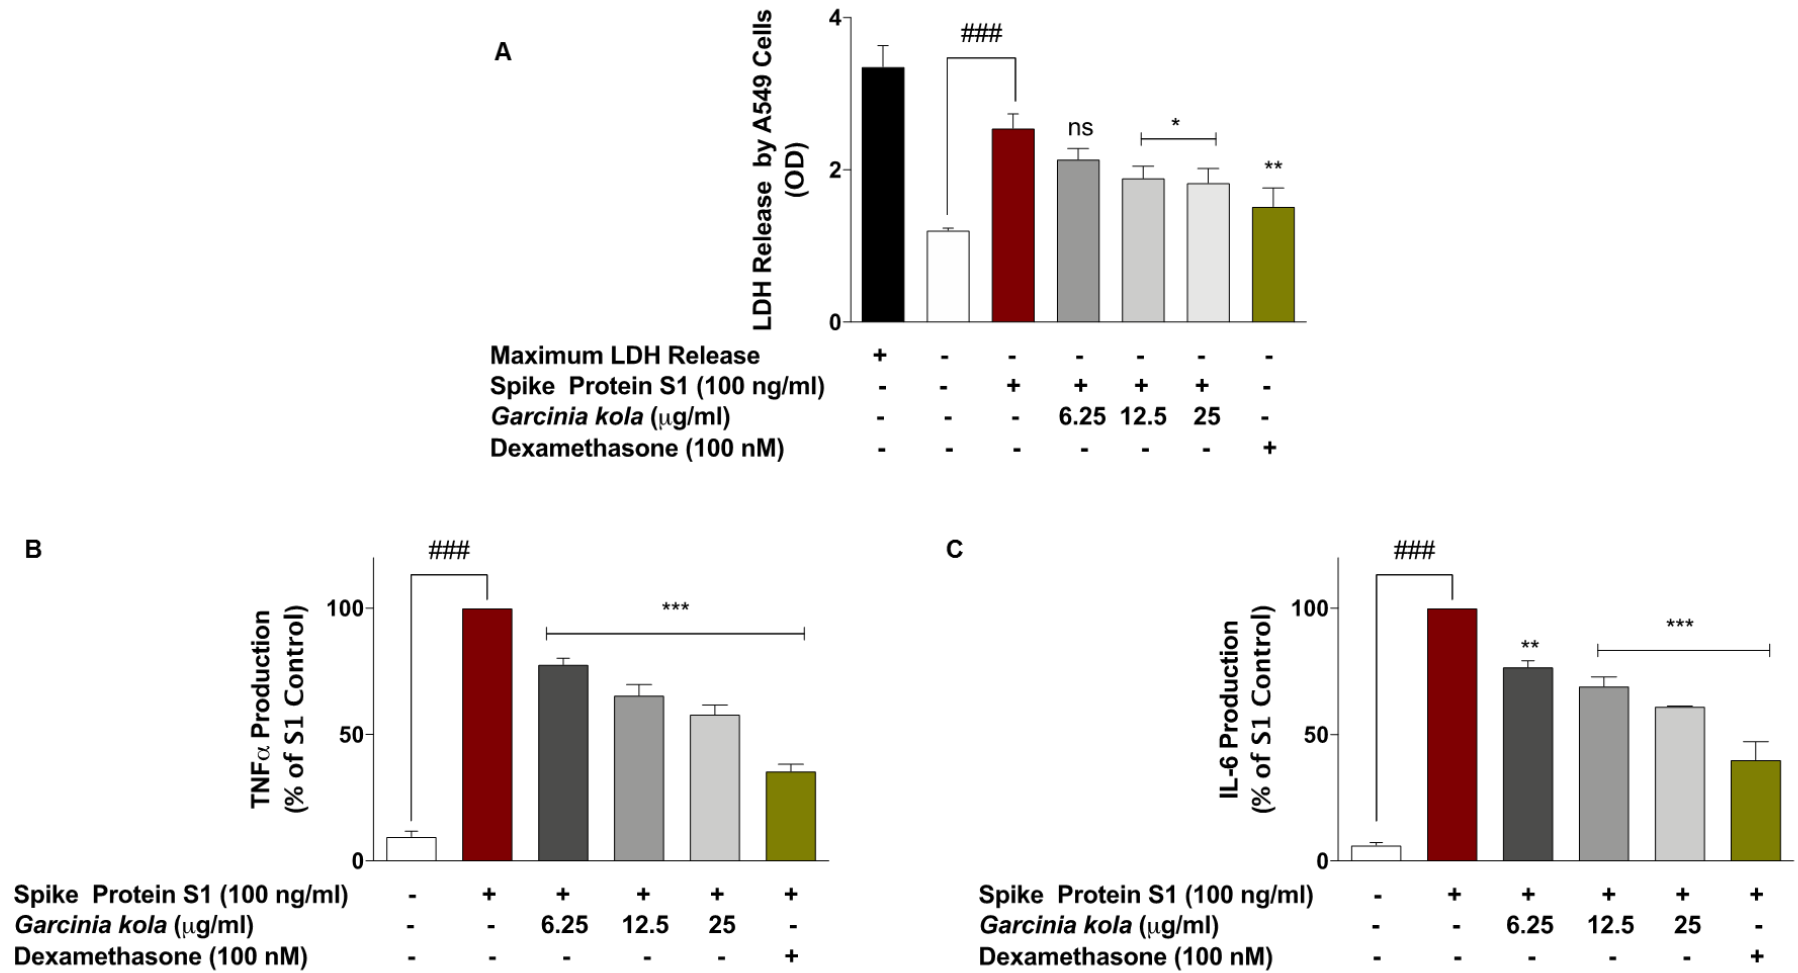 A
LDH Release by A549 Cells
(OD)
4
2
0
###
ns
*
**
Maximum LDH Release + - - - - - -
Spike Protein S1 (100 ng/ml) - - + + + + -
Garcinia kola (µg/ml) - - - 6.25 12.5 25 -
Dexamethasone (100 nM) - - - - - - +
B
TNFα Production
(% of S1 Control)
100
50
0
###
***
Spike Protein S1 (100 ng/ml) - + + + + +
Garcinia kola (µg/ml) - - 6.25 12.5 25 -
Dexamethasone (100 nM) - - - - - +
C
IL-6 Production
(% of S1 Control)
100
50
0
###
**
***
Spike Protein S1 (100 ng/ml) - + + + + +
Garcinia kola (µg/ml) - - 6.25 12.5 25 -
Dexamethasone (100 nM) - - - - - +